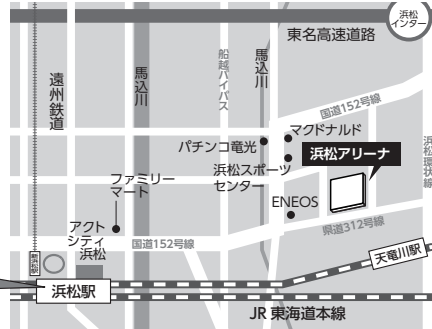 浜松
インター
東名高速道路
船越バイパス
馬込川
馬込川
遠州鉄道
国道152号線
マクドナルド
パチンコ竜光
浜松アリーナ
浜松スポーツ
センター
浜松環状線
ファミリー
マート
ENEOS
アクト
シティ
浜松
県道312号線
国道152号線
天竜川駅
新浜松駅
浜松駅
JR 東海道本線